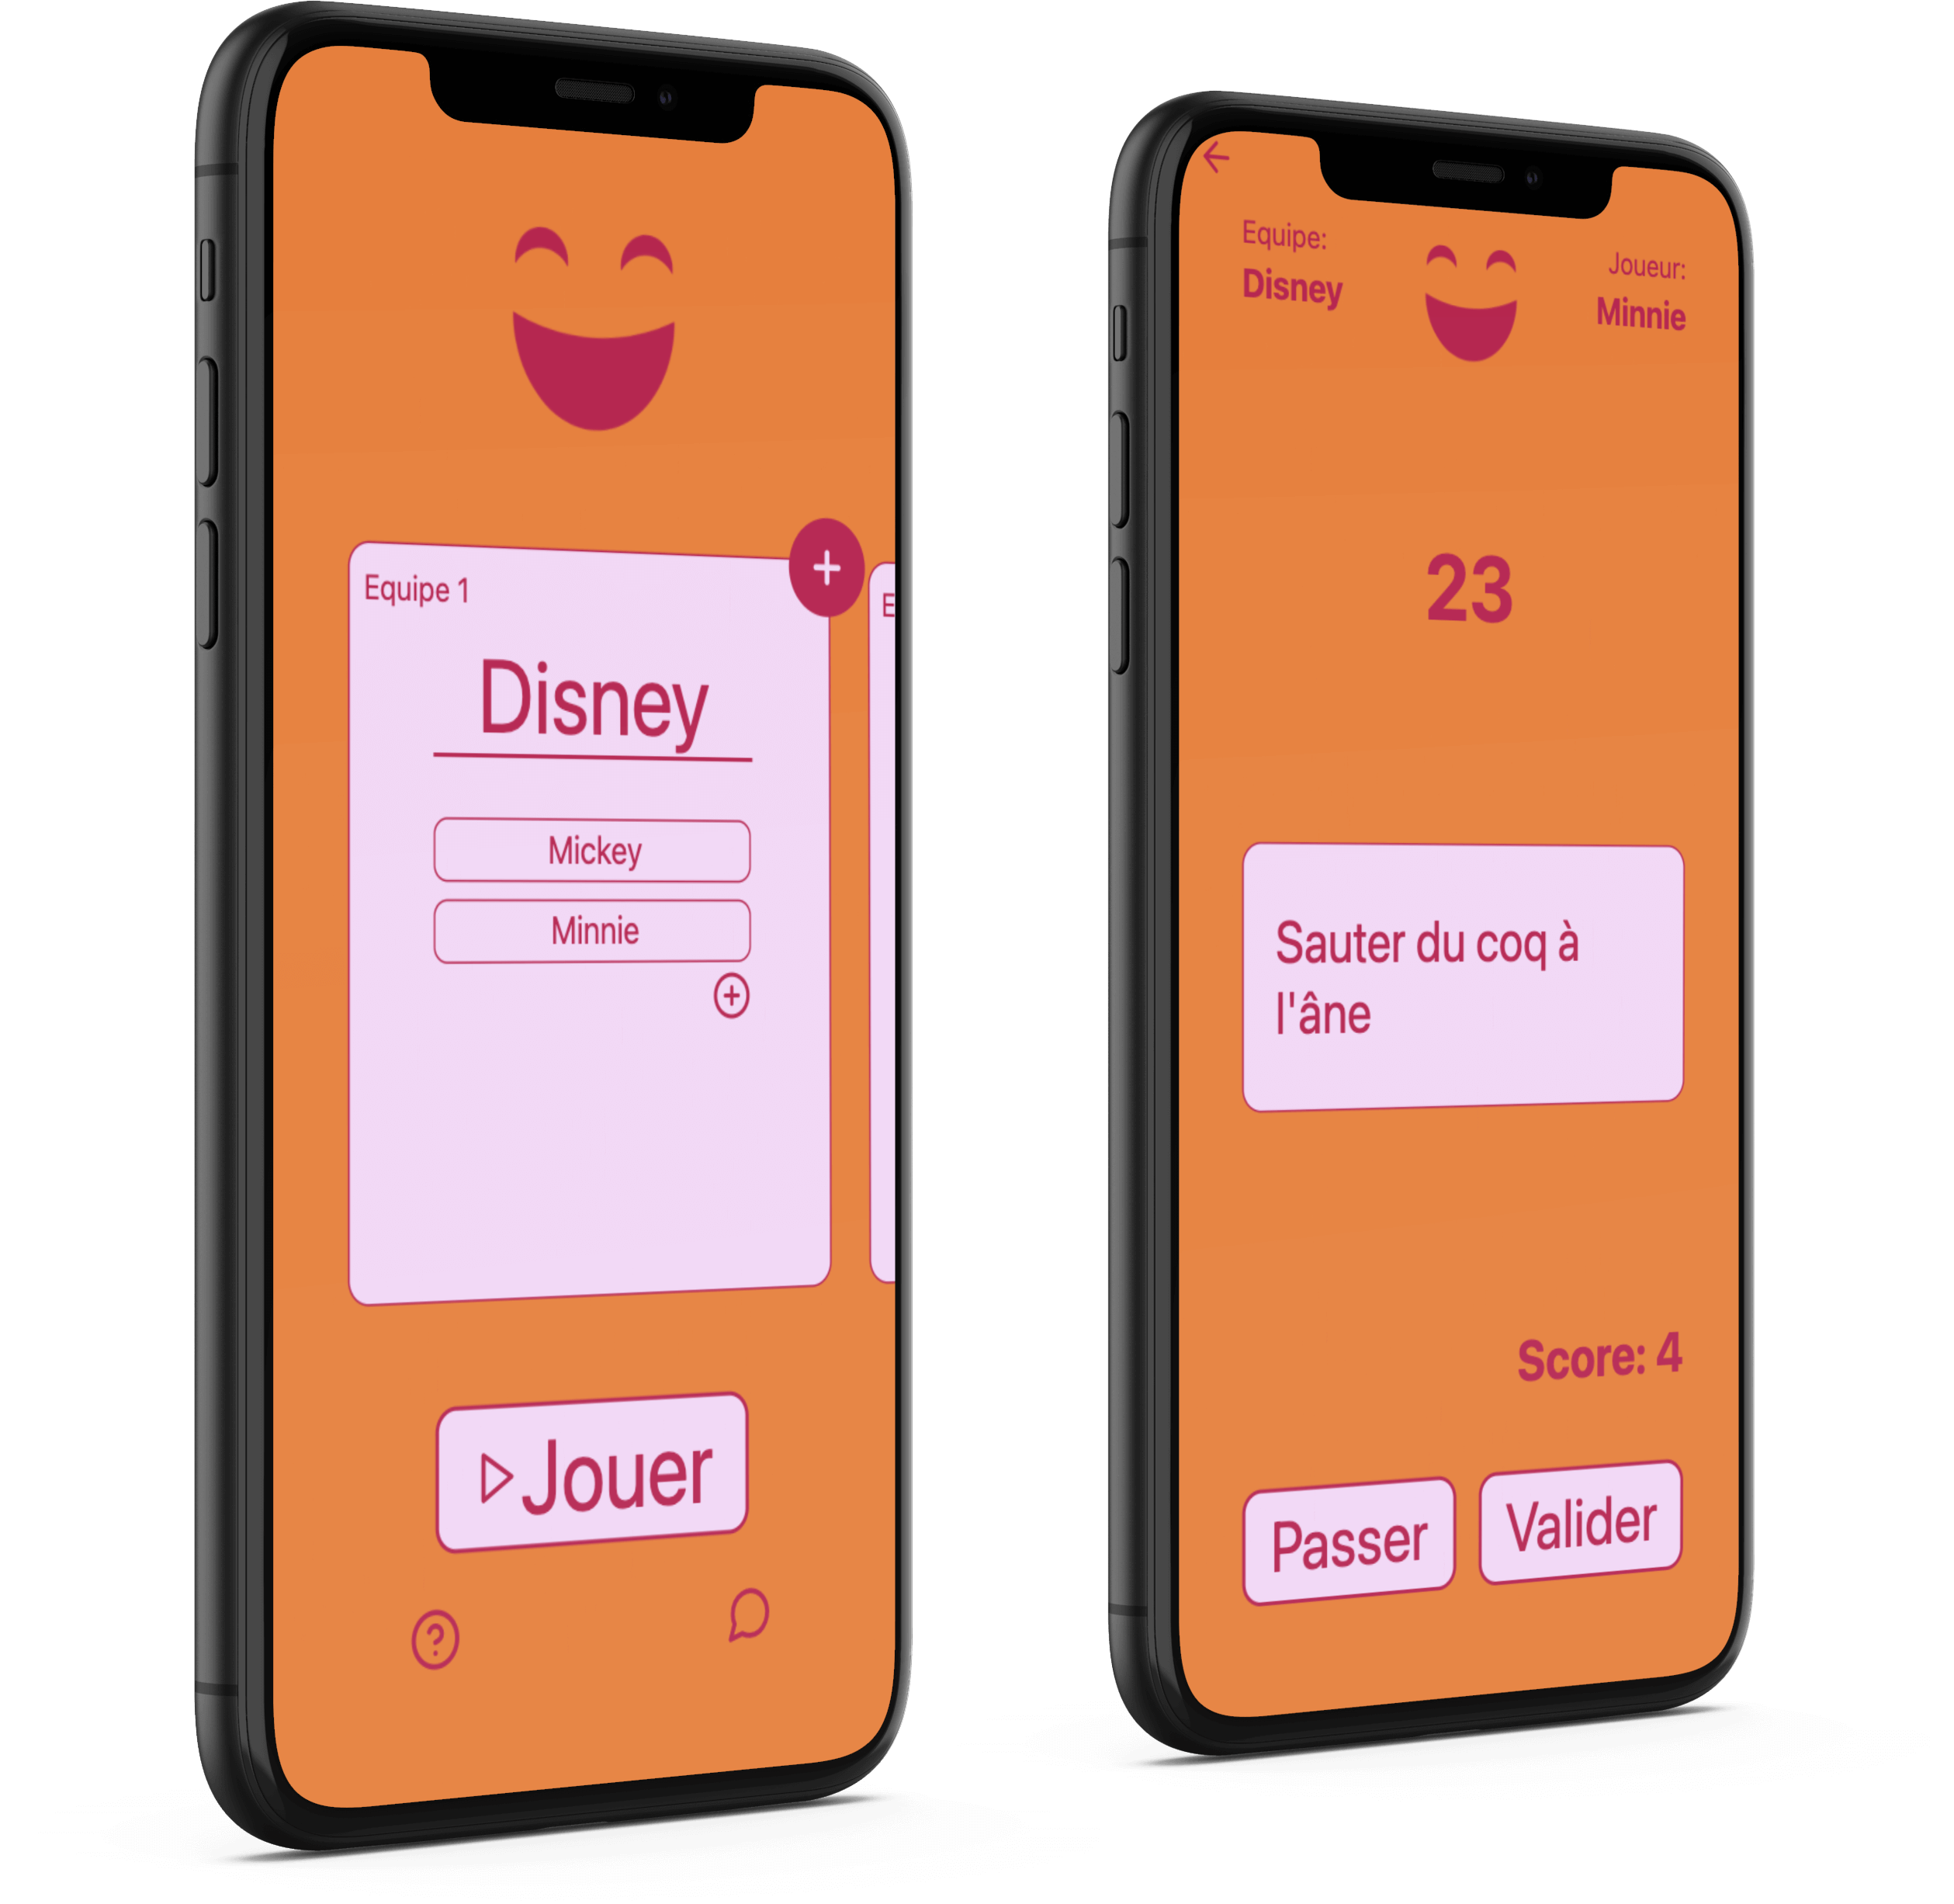 Equipe 1
E
Disney
Mickey
Minnie
Jouer
Equipe:
Disney
Joueur:
Minnie
23
Sauter du coq à
l'âne
Score: 4
Passer
Valider